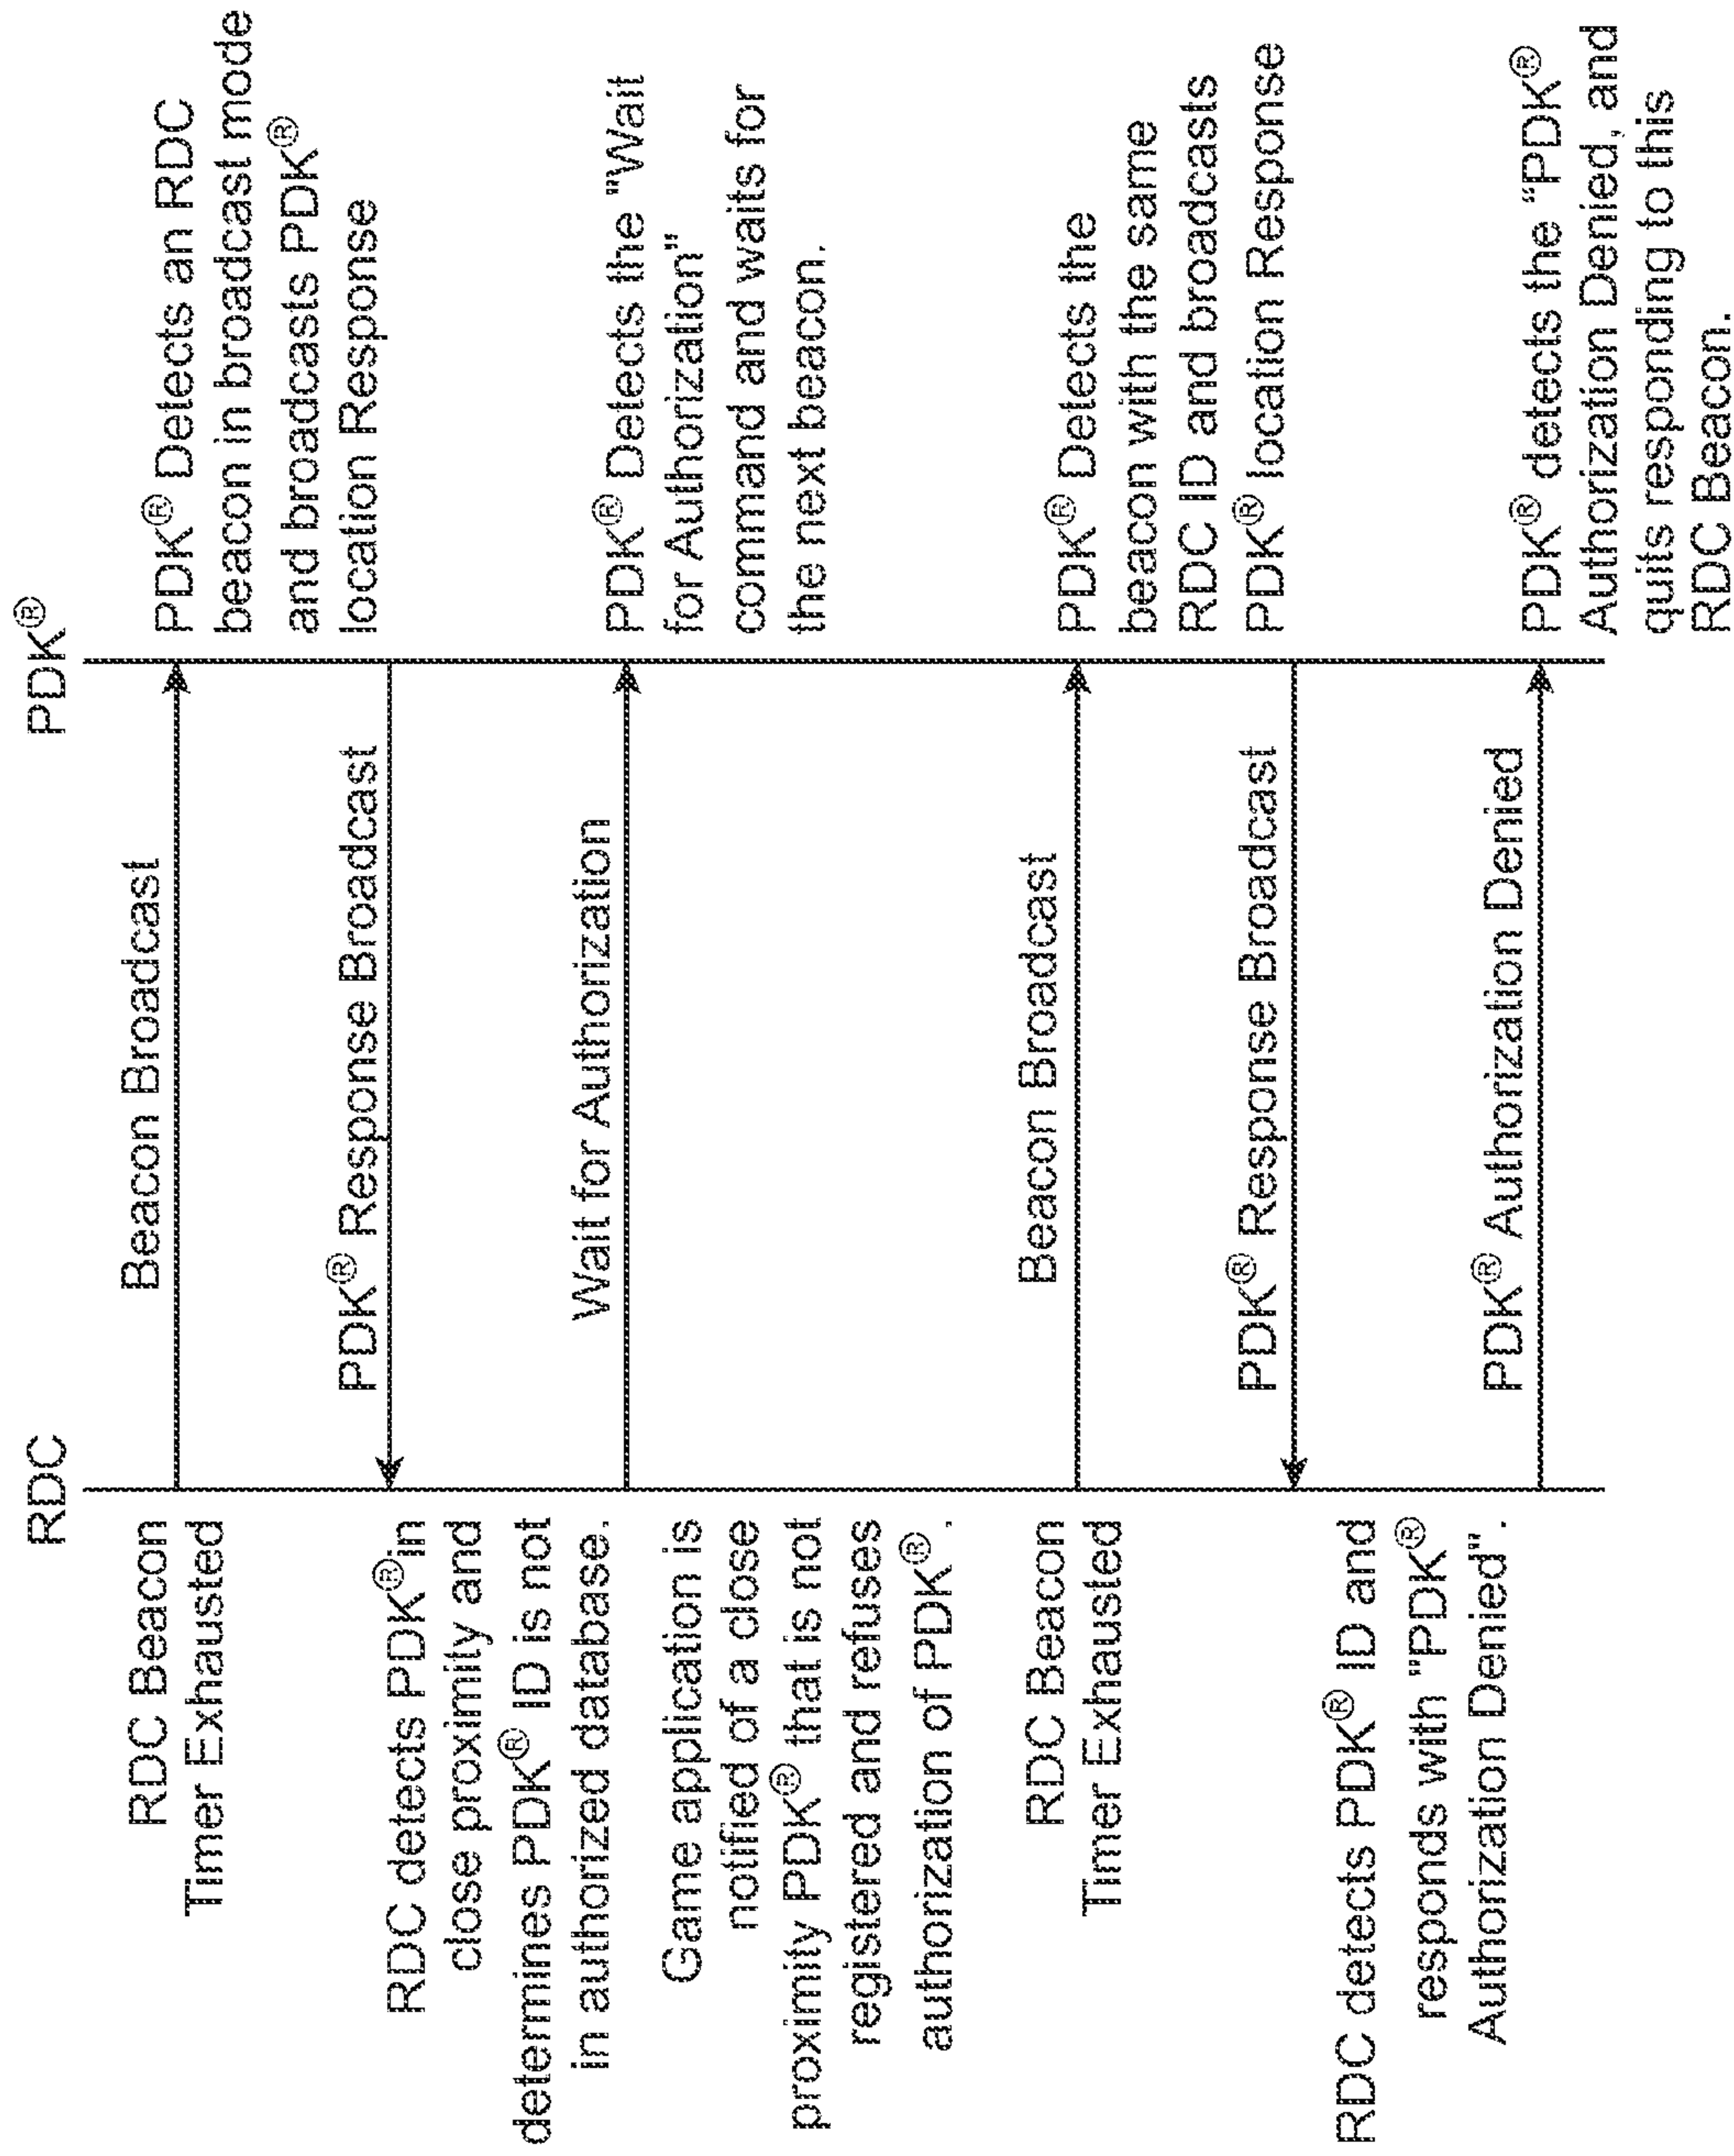 RDC
PDK®
RDC Beacon
Timer Exhausted
Beacon Broadcast
PDK® Detects an RDC
beacon in broadcast mode
and broadcasts PDK®
location Response
PDK® Response Broadcast
RDC detects PDK® in
close proximity and
determines PDK® ID is not
in authorized database.
Wait for Authorization
PDK® Detects the "Wait
for Authorization"
command and waits for
the next beacon.
Game application is
notified of a close
proximity PDK® that is not
registered and refuses
authorization of PDK®.
RDC Beacon
Timer Exhausted
Beacon Broadcast
PDK® Detects the
beacon with the same
RDC ID and broadcasts
PDK® location Response
PDK® Response Broadcast
RDC detects PDK® ID and
responds with "PDK®
Authorization Denied".
PDK® Authorization Denied
PDK® detects the "PDK®
Authorization Denied, and
quits responding to this
RDC Beacon.